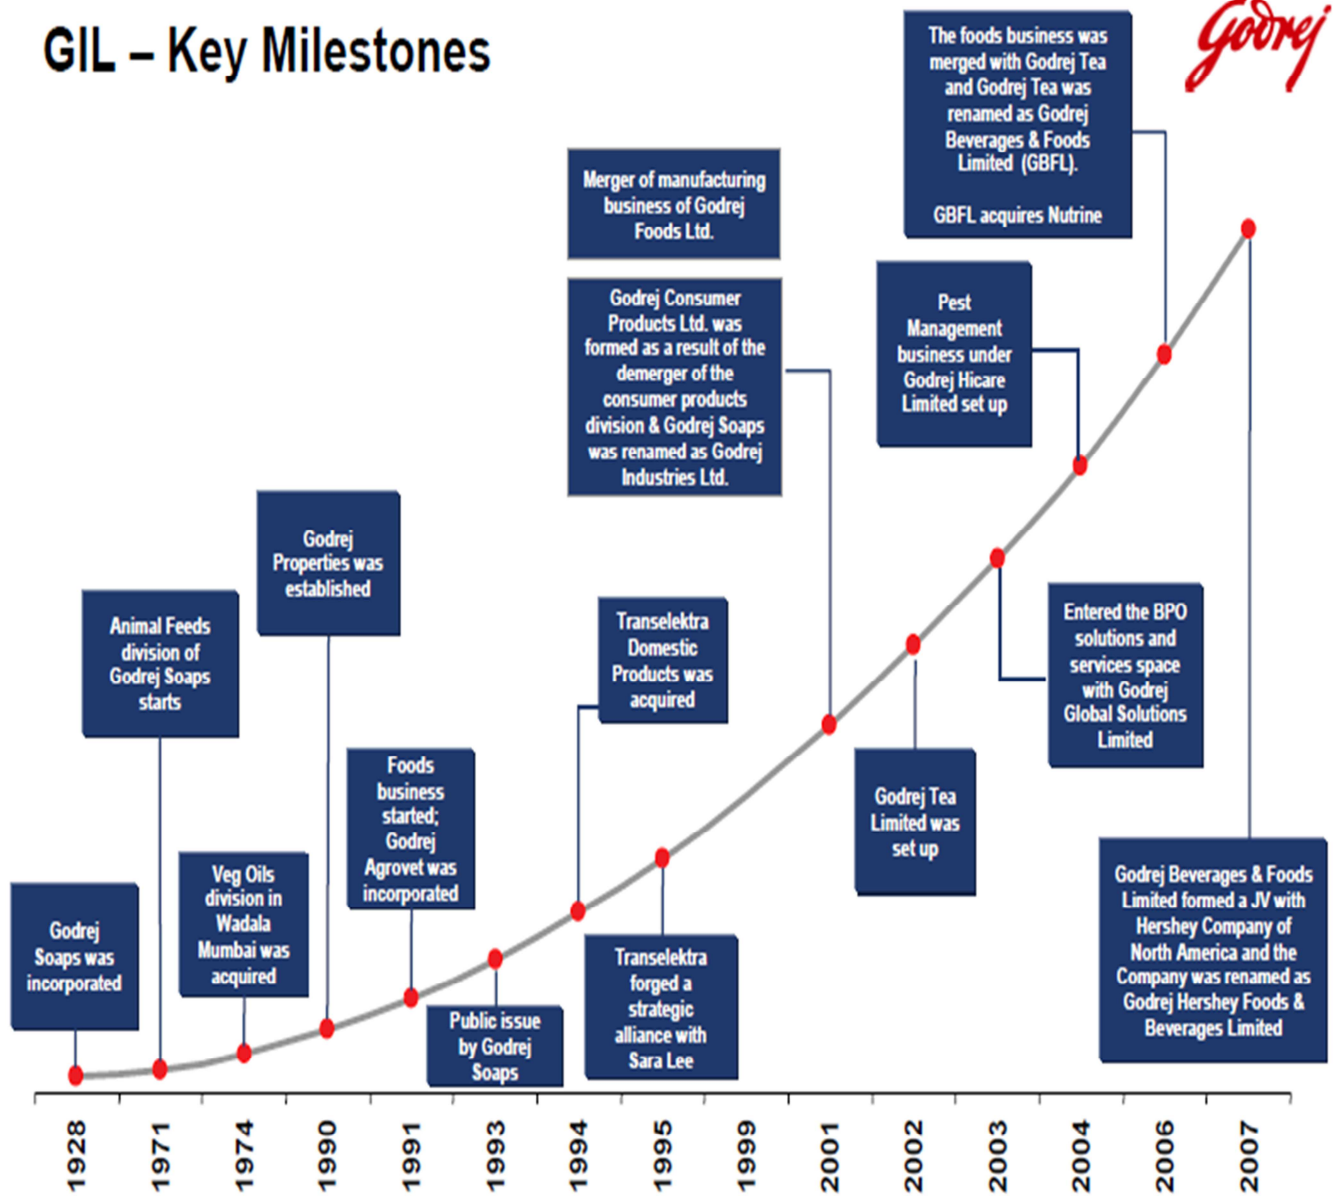 GIL – Key Milestones
Godrej
The foods business was
merged with Godrej Tea
and Godrej Tea was
renamed as Godrej
Beverages & Foods
Limited (GBFL).
GBFL acquires Nutrine
Merger of manufacturing
business of Godrej
Foods Ltd.
Godrej Consumer
Products Ltd. was
formed as a result of the
demerger of the
consumer products
division & Godrej Soaps
was renamed as Godrej
Industries Ltd.
Pest
Management
business under
Godrej Hicare
Limited set up
Godrej
Properties was
established
Animal Feeds
division of
Godrej Soaps
starts
Transelektra
Domestic
Products was
acquired
Entered the BPO
solutions and
services space
with Godrej
Global Solutions
Limited
Foods
business
started;
Godrej
Agrovet was
incorporated
Godrej Tea
Limited was
set up
Veg Oils
division in
Wadala
Mumbai was
acquired
Godrej
Soaps was
incorporated
Public issue
by Godrej
Soaps
Transelektra
forged a
strategic
alliance with
Sara Lee
Godrej Beverages & Foods
Limited formed a JV with
Hershey Company of
North America and the
Company was renamed as
Godrej Hershey Foods &
Beverages Limited
1928
1971
1974
1990
1991
1993
1994
1995
1999
2001
2002
2003
2004
2006
2007